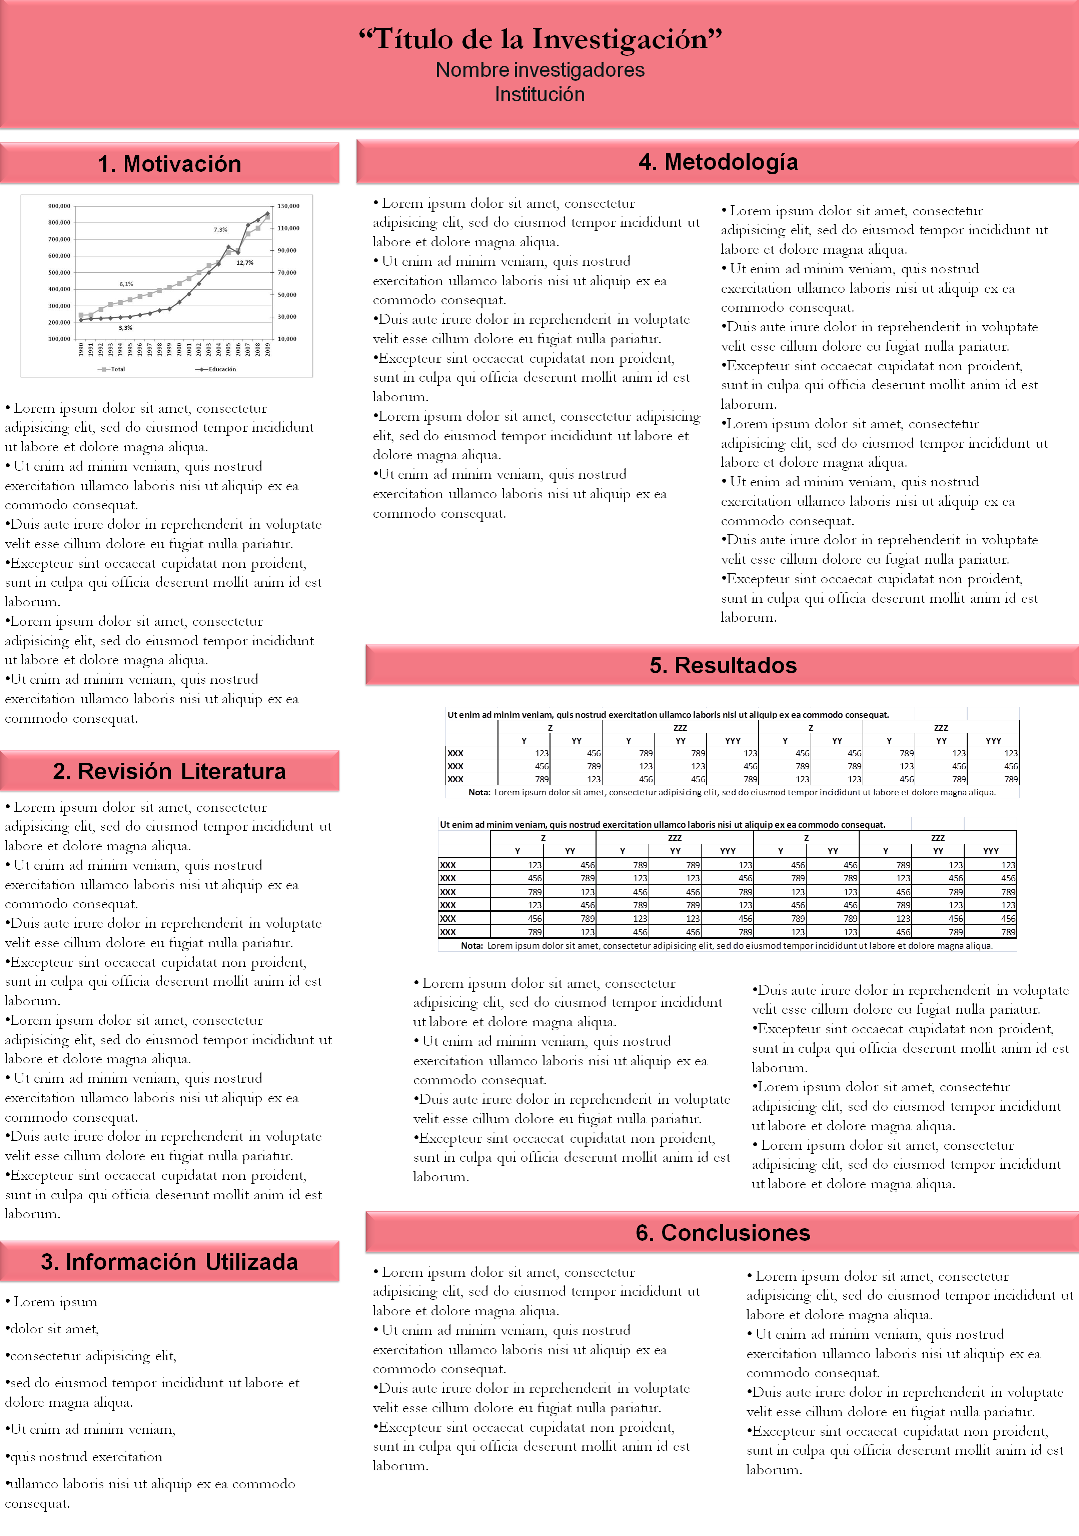 “Título de la Investigación”
Nombre investigadores
Institución
1. Motivación
900.000 150.000
800.000 110.000
700.000 7.3%
600.000 90.000
12,7%
500.000 70.000
400.000 6,1% 50.000
300.000 30.000
200.000 3,3%
100.000 10.000
1990 1991 1992 1993 1994 1995 1996 1997 1998 1999 2000 2001 2002 2003 2004 2005 2006 2007 2008 2009
Total Educación
• Lorem ipsum dolor sit amet, consectetur
adipisicing elit, sed do eiusmod tempor incididunt
ut labore et dolore magna aliqua.
• Ut enim ad minim veniam, quis nostrud
exercitation ullamco laboris nisi ut aliquip ex ea
commodo consequat.
•Duis aute irure dolor in reprehenderit in voluptate
velit esse cillum dolore eu fugiat nulla pariatur.
•Excepteur sint occaecat cupidatat non proident,
sunt in culpa qui officia deserunt mollit anim id est
laborum.
•Lorem ipsum dolor sit amet, consectetur
adipisicing elit, sed do eiusmod tempor incididunt
ut labore et dolore magna aliqua.
•Ut enim ad minim veniam, quis nostrud
exercitation ullamco laboris nisi ut aliquip ex ea
commodo consequat.
2. Revisión Literatura
• Lorem ipsum dolor sit amet, consectetur
adipisicing elit, sed do eiusmod tempor incididunt ut
labore et dolore magna aliqua.
• Ut enim ad minim veniam, quis nostrud
exercitation ullamco laboris nisi ut aliquip ex ea
commodo consequat.
•Duis aute irure dolor in reprehenderit in voluptate
velit esse cillum dolore eu fugiat nulla pariatur.
•Excepteur sint occaecat cupidatat non proident,
sunt in culpa qui officia deserunt mollit anim id est
laborum.
•Lorem ipsum dolor sit amet, consectetur
adipisicing elit, sed do eiusmod tempor incididunt ut
labore et dolore magna aliqua.
• Ut enim ad minim veniam, quis nostrud
exercitation ullamco laboris nisi ut aliquip ex ea
commodo consequat.
•Duis aute irure dolor in reprehenderit in voluptate
velit esse cillum dolore eu fugiat nulla pariatur.
•Excepteur sint occaecat cupidatat non proident,
sunt in culpa qui officia deserunt mollit anim id est
laborum.
3. Información Utilizada
• Lorem ipsum
•dolor sit amet,
•consectetur adipisicing elit,
•sed do eiusmod tempor incididunt ut labore et
dolore magna aliqua.
•Ut enim ad minim veniam,
•quis nostrud exercitation
•ullamco laboris nisi ut aliquip ex ea commodo
consequat.
4. Metodología
• Lorem ipsum dolor sit amet, consectetur
adipisicing elit, sed do eiusmod tempor incididunt ut
labore et dolore magna aliqua.
• Ut enim ad minim veniam, quis nostrud
exercitation ullamco laboris nisi ut aliquip ex ea
commodo consequat.
•Duis aute irure dolor in reprehenderit in voluptate
velit esse cillum dolore eu fugiat nulla pariatur.
•Excepteur sint occaecat cupidatat non proident,
sunt in culpa qui officia deserunt mollit anim id est
laborum.
•Lorem ipsum dolor sit amet, consectetur adipisicing
elit, sed do eiusmod tempor incididunt ut labore et
dolore magna aliqua.
•Ut enim ad minim veniam, quis nostrud
exercitation ullamco laboris nisi ut aliquip ex ea
commodo consequat.
• Lorem ipsum dolor sit amet, consectetur
adipisicing elit, sed do eiusmod tempor incididunt ut
labore et dolore magna aliqua.
• Ut enim ad minim veniam, quis nostrud
exercitation ullamco laboris nisi ut aliquip ex ea
commodo consequat.
•Duis aute irure dolor in reprehenderit in voluptate
velit esse cillum dolore eu fugiat nulla pariatur.
•Excepteur sint occaecat cupidatat non proident,
sunt in culpa qui officia deserunt mollit anim id est
laborum.
•Lorem ipsum dolor sit amet, consectetur
adipisicing elit, sed do eiusmod tempor incididunt ut
labore et dolore magna aliqua.
• Ut enim ad minim veniam, quis nostrud
exercitation ullamco laboris nisi ut aliquip ex ea
commodo consequat.
•Duis aute irure dolor in reprehenderit in voluptate
velit esse cillum dolore eu fugiat nulla pariatur.
•Excepteur sint occaecat cupidatat non proident,
sunt in culpa qui officia deserunt mollit anim id est
laborum.
5. Resultados
Ut enim ad minim veniam, quis nostrud exercitation ullamco laboris nisi ut aliquip ex ea commodo consequat.
Z ZZZ Z ZZZ
Y YY Y YY YYY Y YY Y YY YYY
XXX 123 456 789 789 123 456 456 789 123 123
XXX 456 789 123 123 456 789 789 123 456 456
XXX 789 123 456 456 789 123 123 456 789 789
Nota: Lorem ipsum dolor sit amet, consectetur adipisicing elit, sed do eiusmod tempor incididunt ut labore et dolore magna aliqua.
Ut enim ad minim veniam, quis nostrud exercitation ullamco laboris nisi ut aliquip ex ea commodo consequat.
Z ZZZ Z ZZZ
Y YY Y YY YYY Y YY Y YY YYY
XXX 123 456 789 789 123 456 456 789 123 123
XXX 456 789 123 123 456 789 789 123 456 456
XXX 789 123 456 456 789 123 123 456 789 789
XXX 123 456 789 789 123 456 456 789 123 123
XXX 456 789 123 123 456 789 789 123 456 456
XXX 789 123 456 456 789 123 123 456 789 789
Nota: Lorem ipsum dolor sit amet, consectetur adipisicing elit, sed do eiusmod tempor incididunt ut labore et dolore magna aliqua.
• Lorem ipsum dolor sit amet, consectetur
adipisicing elit, sed do eiusmod tempor incididunt
ut labore et dolore magna aliqua.
• Ut enim ad minim veniam, quis nostrud
exercitation ullamco laboris nisi ut aliquip ex ea
commodo consequat.
•Duis aute irure dolor in reprehenderit in voluptate
velit esse cillum dolore eu fugiat nulla pariatur.
•Excepteur sint occaecat cupidatat non proident,
sunt in culpa qui officia deserunt mollit anim id est
laborum.
•Duis aute irure dolor in reprehenderit in voluptate
velit esse cillum dolore eu fugiat nulla pariatur.
•Excepteur sint occaecat cupidatat non proident,
sunt in culpa qui officia deserunt mollit anim id est
laborum.
•Lorem ipsum dolor sit amet, consectetur
adipisicing elit, sed do eiusmod tempor incididunt
ut labore et dolore magna aliqua.
• Lorem ipsum dolor sit amet, consectetur
adipisicing elit, sed do eiusmod tempor incididunt
ut labore et dolore magna aliqua.
6. Conclusiones
• Lorem ipsum dolor sit amet, consectetur
adipisicing elit, sed do eiusmod tempor incididunt ut
labore et dolore magna aliqua.
• Ut enim ad minim veniam, quis nostrud
exercitation ullamco laboris nisi ut aliquip ex ea
commodo consequat.
•Duis aute irure dolor in reprehenderit in voluptate
velit esse cillum dolore eu fugiat nulla pariatur.
•Excepteur sint occaecat cupidatat non proident,
sunt in culpa qui officia deserunt mollit anim id est
laborum.
• Lorem ipsum dolor sit amet, consectetur
adipisicing elit, sed do eiusmod tempor incididunt ut
labore et dolore magna aliqua.
• Ut enim ad minim veniam, quis nostrud
exercitation ullamco laboris nisi ut aliquip ex ea
commodo consequat.
•Duis aute irure dolor in reprehenderit in voluptate
velit esse cillum dolore eu fugiat nulla pariatur.
•Excepteur sint occaecat cupidatat non proident,
sunt in culpa qui officia deserunt mollit anim id est
laborum.